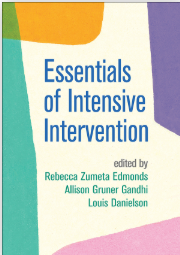 Essentials
of Intensive
Intervention
edited by
Rebecca Zumeta Edmonds
Allison Gruner Gandhi
Louis Danielson